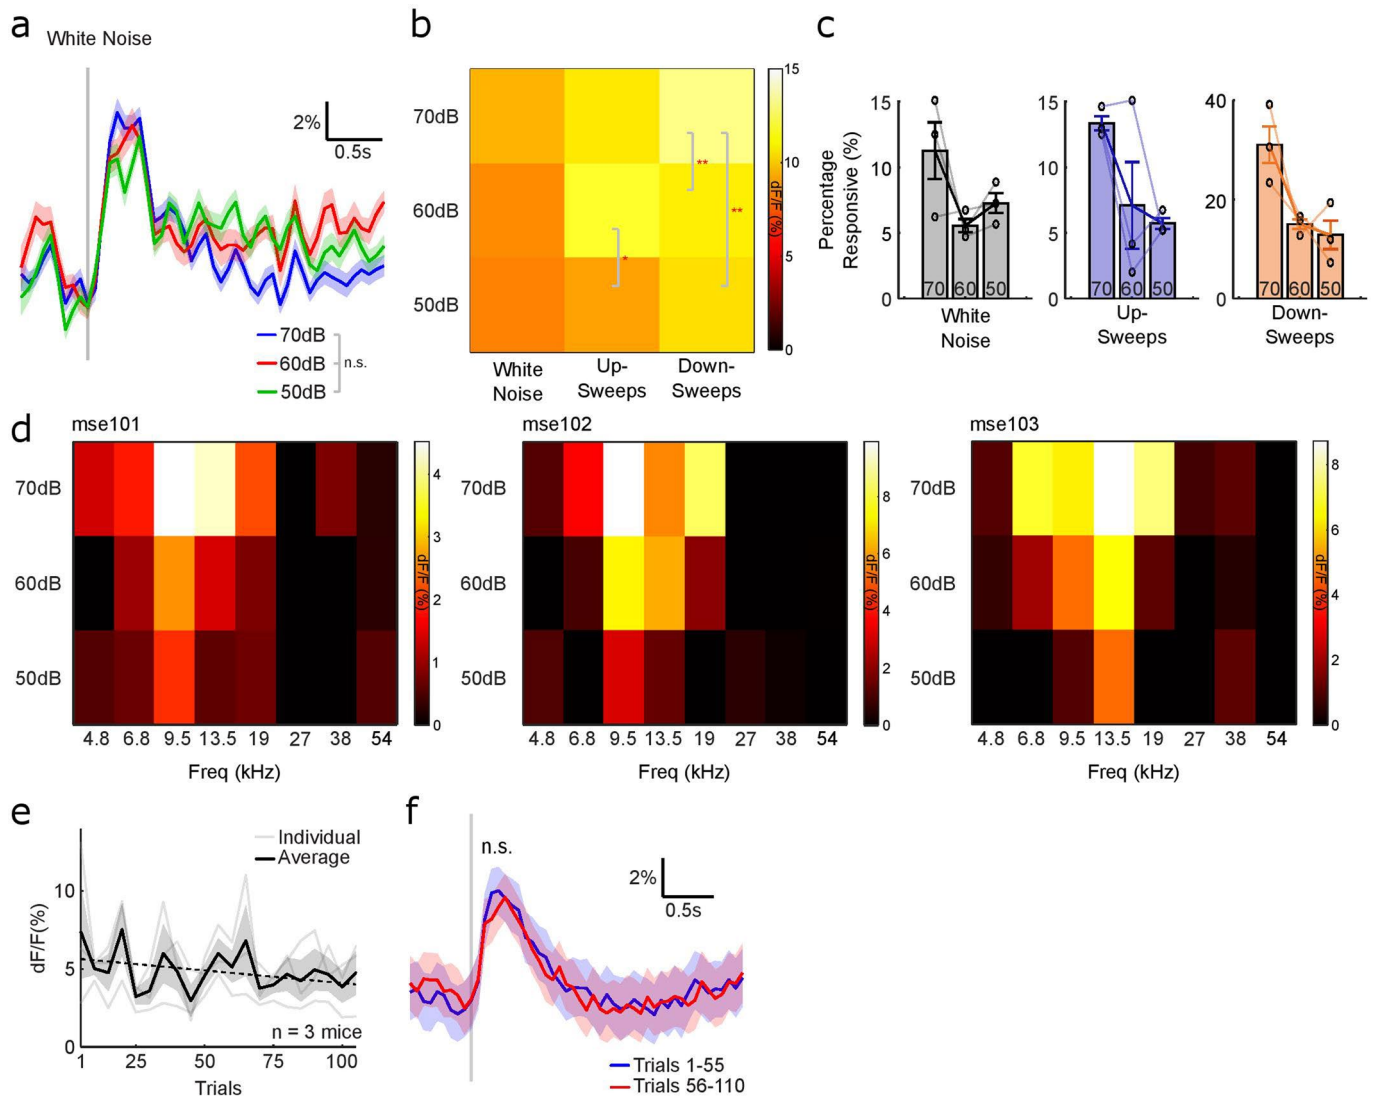 a
White Noise
2%
0.5s
70dB
60dB
50dB
n.s.
b
70dB
60dB
50dB
**
**
*
White
Noise
Up-
Sweeps
Down-
Sweeps
15
10
5
0
dF/F (%)
c
Percentage
Responsive (%)
15
10
5
0
70 60 50
White
Noise
15
10
5
0
70 60 50
Up-
Sweeps
40
20
0
70 60 50
Down-
Sweeps
d
mse101
70dB
60dB
50dB
4.8 6.8 9.5 13.5 19 27 38 54
Freq (kHz)
4
3
2
1
0
dF/F (%)
mse102
70dB
60dB
50dB
4.8 6.8 9.5 13.5 19 27 38 54
Freq (kHz)
8
6
4
2
0
dF/F (%)
mse103
70dB
60dB
50dB
4.8 6.8 9.5 13.5 19 27 38 54
Freq (kHz)
8
6
4
2
0
dF/F (%)
e
Individual
Average
dF/F(%)
10
5
0
n = 3 mice
1 25 50 75 100
Trials
f
n.s.
2%
0.5s
Trials 1-55
Trials 56-110